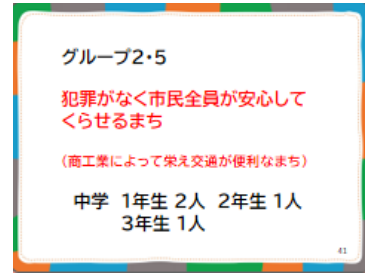 グループ2・5
犯罪がなく市民全員が安心して
くらせるまち
（商工業によって栄え交通が便利なまち）
中学 1年生 2人 2年生 1人
3年生 1人
41